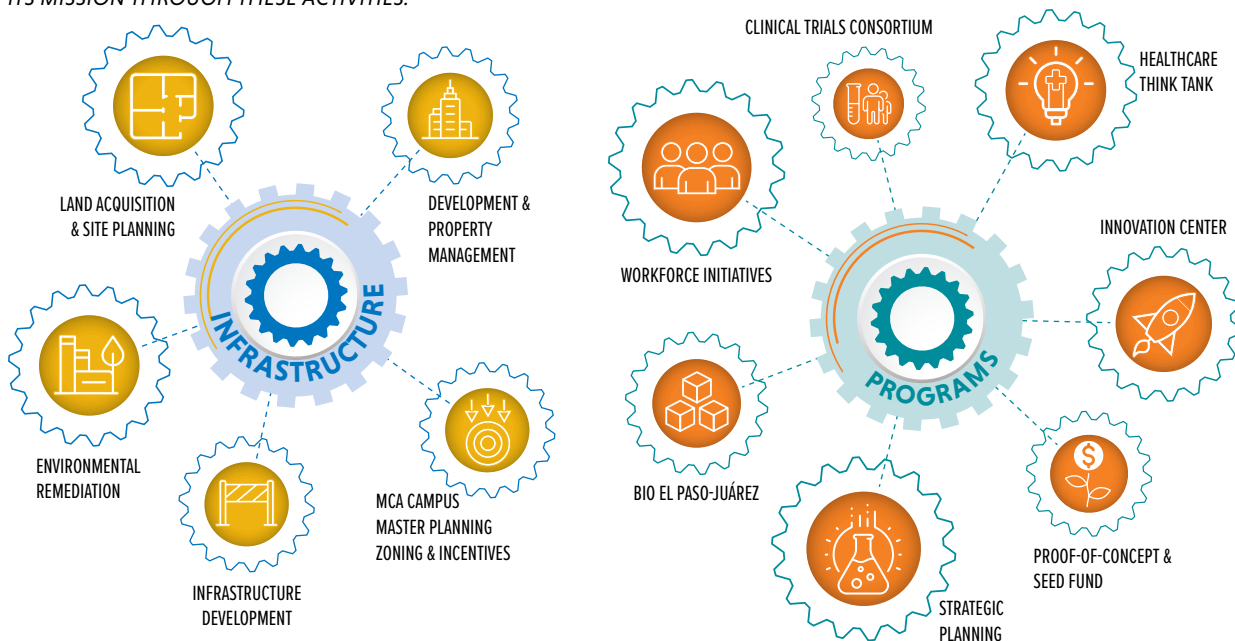 ITS MISSION THROUGH THESE ACTIVITIES:
LAND ACQUISITION
& SITE PLANNING
DEVELOPMENT &
PROPERTY
MANAGEMENT
INFRASTRUCTURE
ENVIRONMENTAL
REMEDIATION
MCA CAMPUS
MASTER PLANNING
ZONING & INCENTIVES
INFRASTRUCTURE
DEVELOPMENT
CLINICAL TRIALS CONSORTIUM
HEALTHCARE
THINK TANK
WORKFORCE INITIATIVES
INNOVATION CENTER
PROGRAMS
BIO EL PASO-JUÁREZ
$
PROOF-OF-CONCEPT &
SEED FUND
STRATEGIC
PLANNING